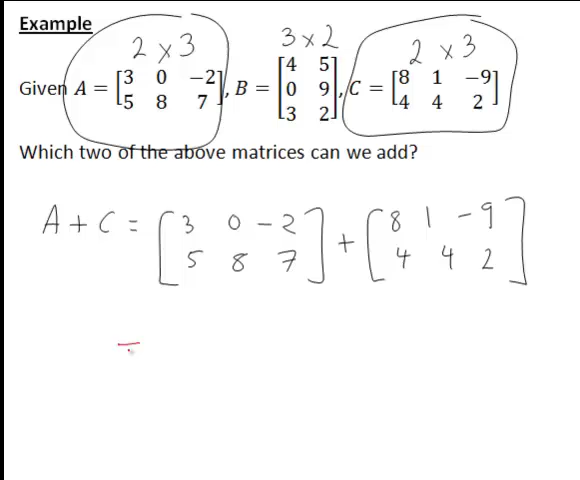 Example
2 x 3 3 x 2 2 x 3
Given A = [3 0 −2; 5 8 7], B = [4 5; 0 9; 3 2], C = [8 1 −9; 4 4 2]
Which two of the above matrices can we add?
A + C = [3 0 −2; 5 8 7] + [8 1 −9; 4 4 2]